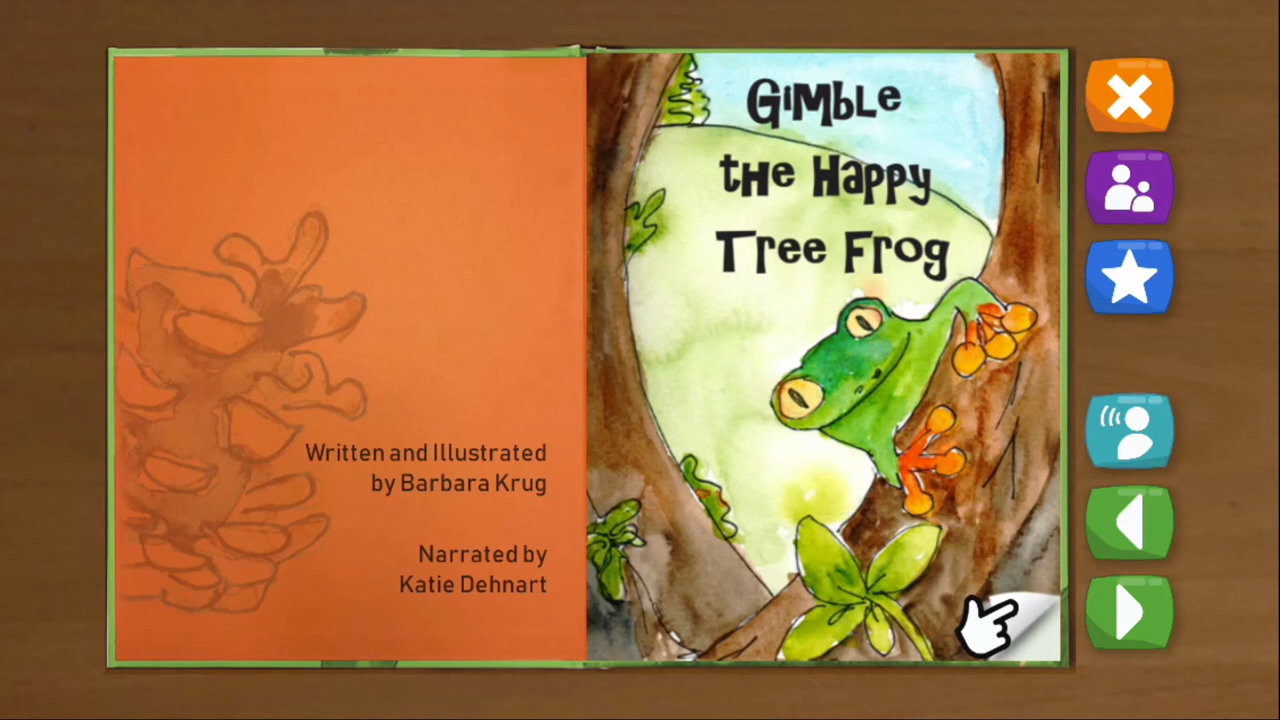 Written and Illustrated
by Barbara Krug
Narrated by
Katie Dehnart
Gimble
the Happy
Tree Frog